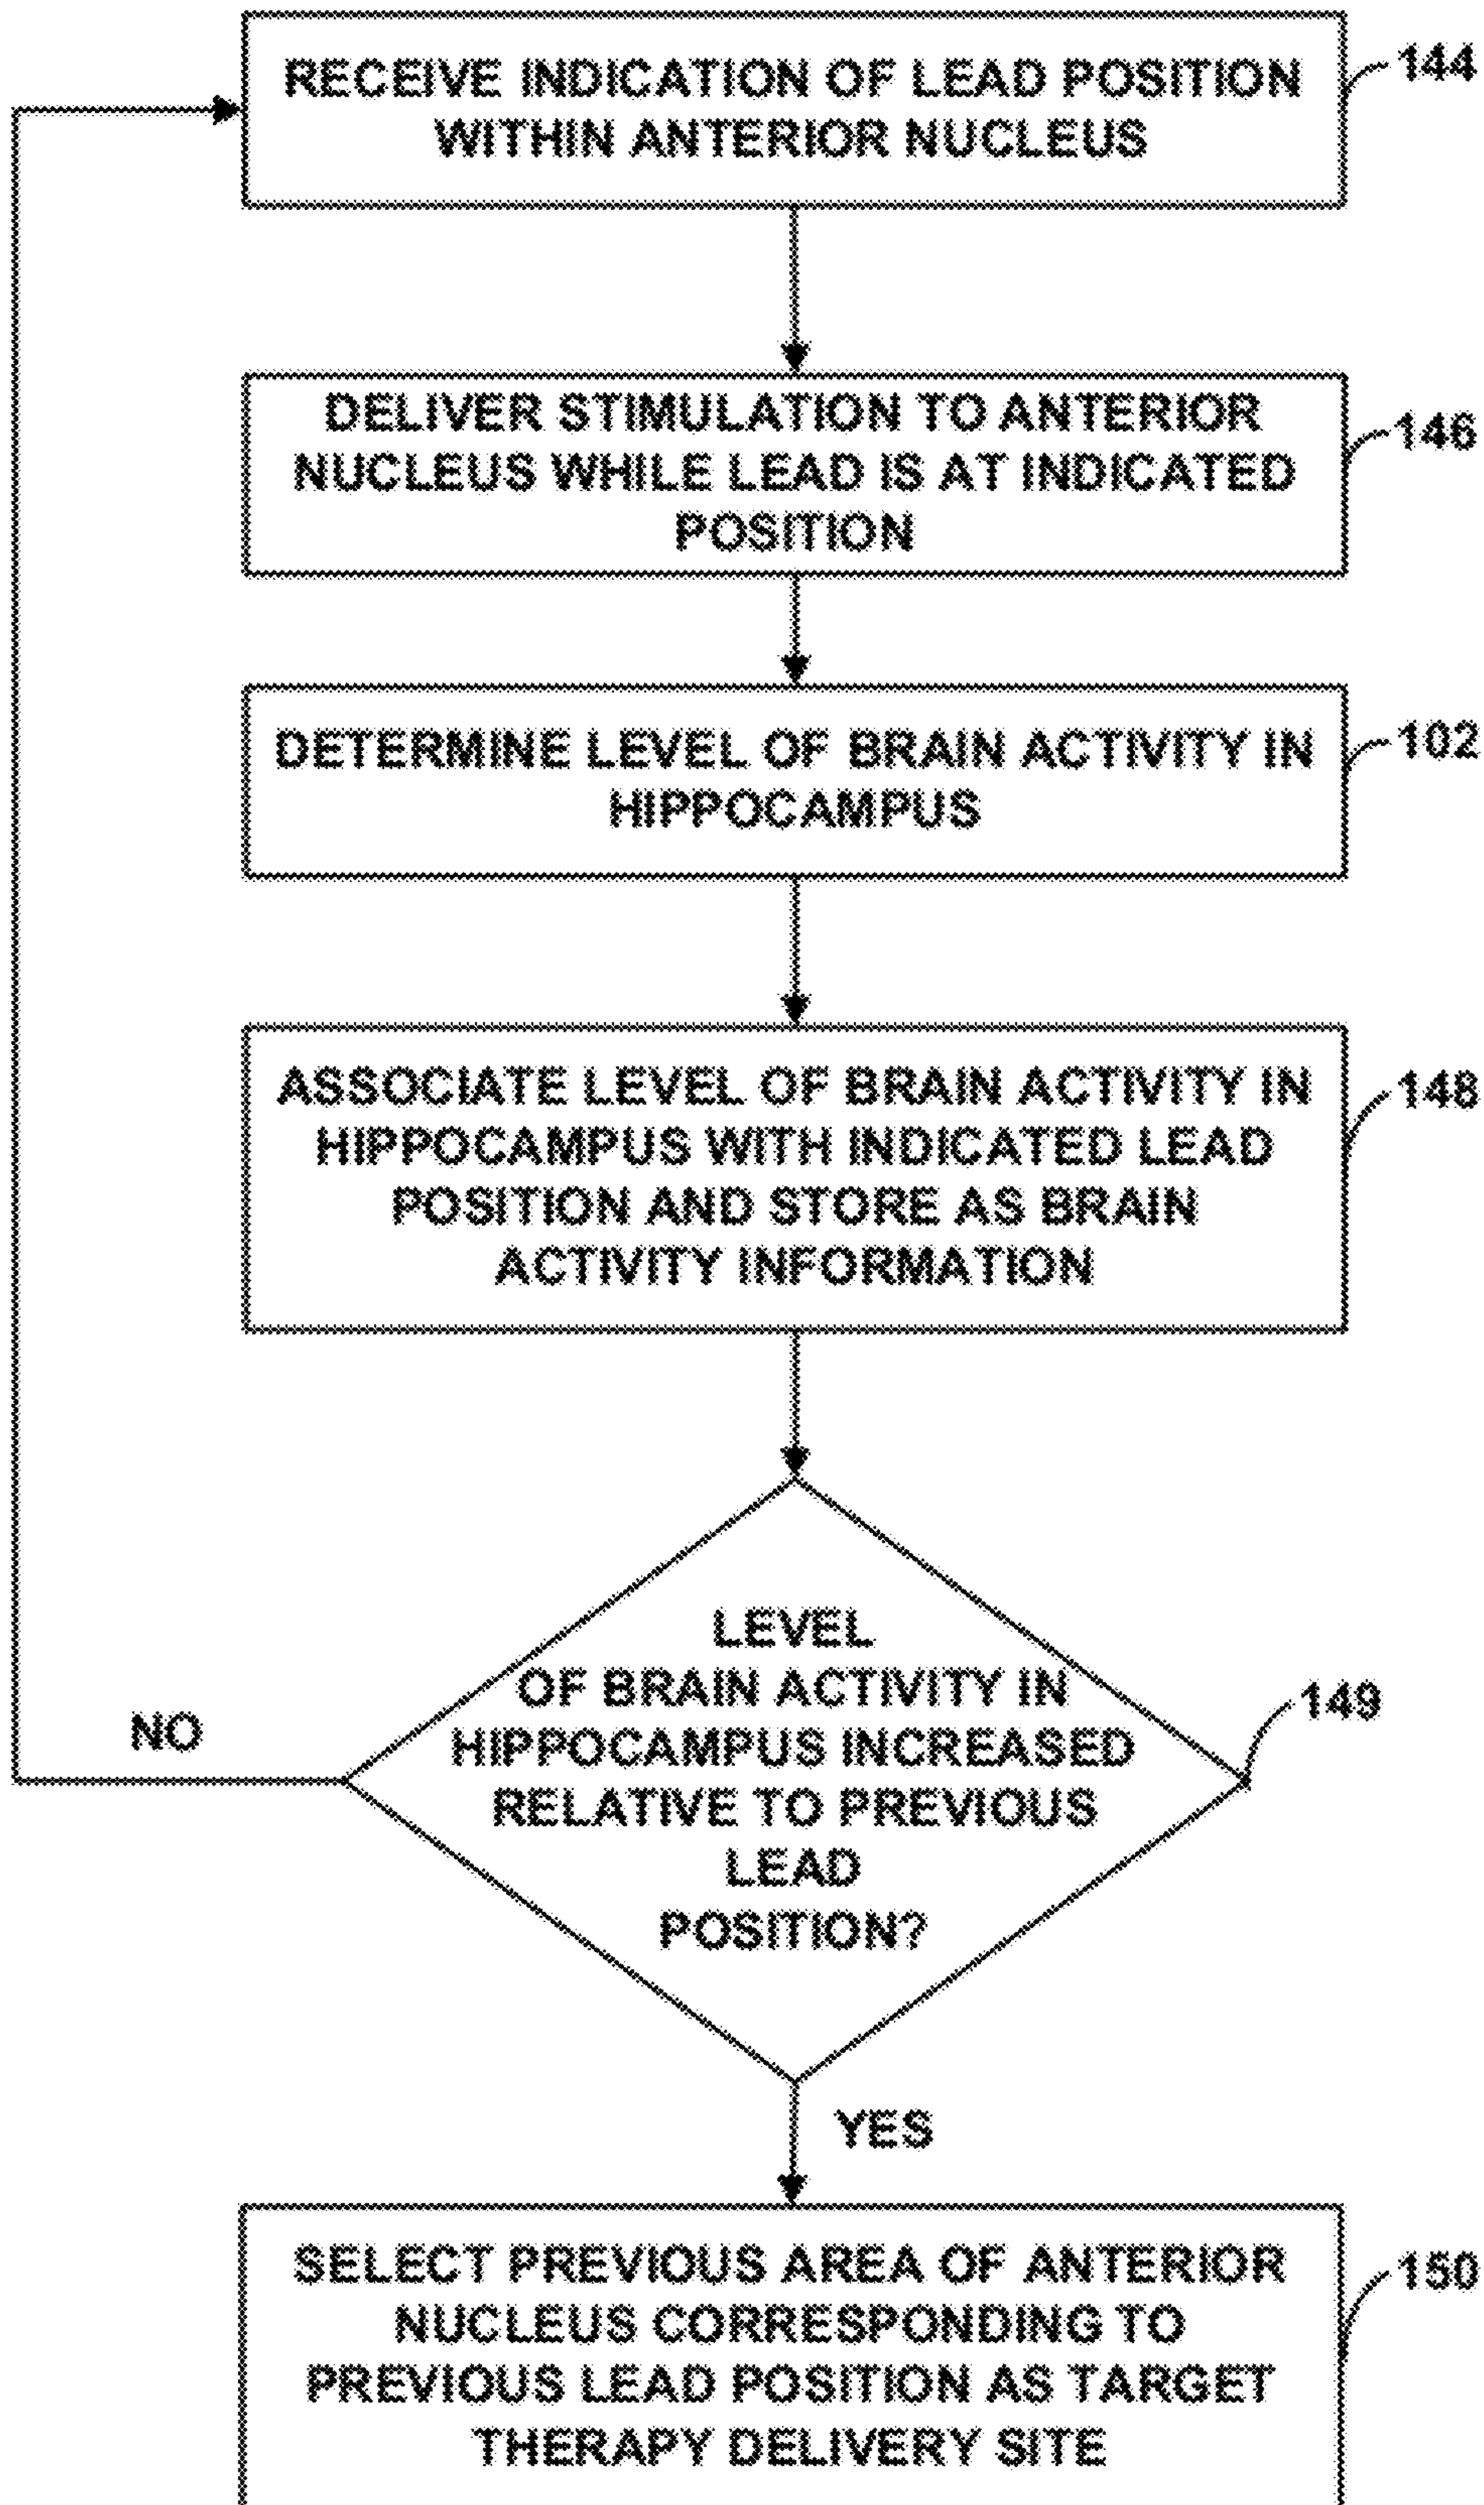 RECEIVE INDICATION OF LEAD POSITION
WITHIN ANTERIOR NUCLEUS
144
DELIVER STIMULATION TO ANTERIOR
NUCLEUS WHILE LEAD IS AT INDICATED
POSITION
146
DETERMINE LEVEL OF BRAIN ACTIVITY IN
HIPPOCAMPUS
102
ASSOCIATE LEVEL OF BRAIN ACTIVITY IN
HIPPOCAMPUS WITH INDICATED LEAD
POSITION AND STORE AS BRAIN
ACTIVITY INFORMATION
148
LEVEL
OF BRAIN ACTIVITY IN
HIPPOCAMPUS INCREASED
RELATIVE TO PREVIOUS
LEAD
POSITION?
149
NO
YES
SELECT PREVIOUS AREA OF ANTERIOR
NUCLEUS CORRESPONDING TO
PREVIOUS LEAD POSITION AS TARGET
THERAPY DELIVERY SITE
150